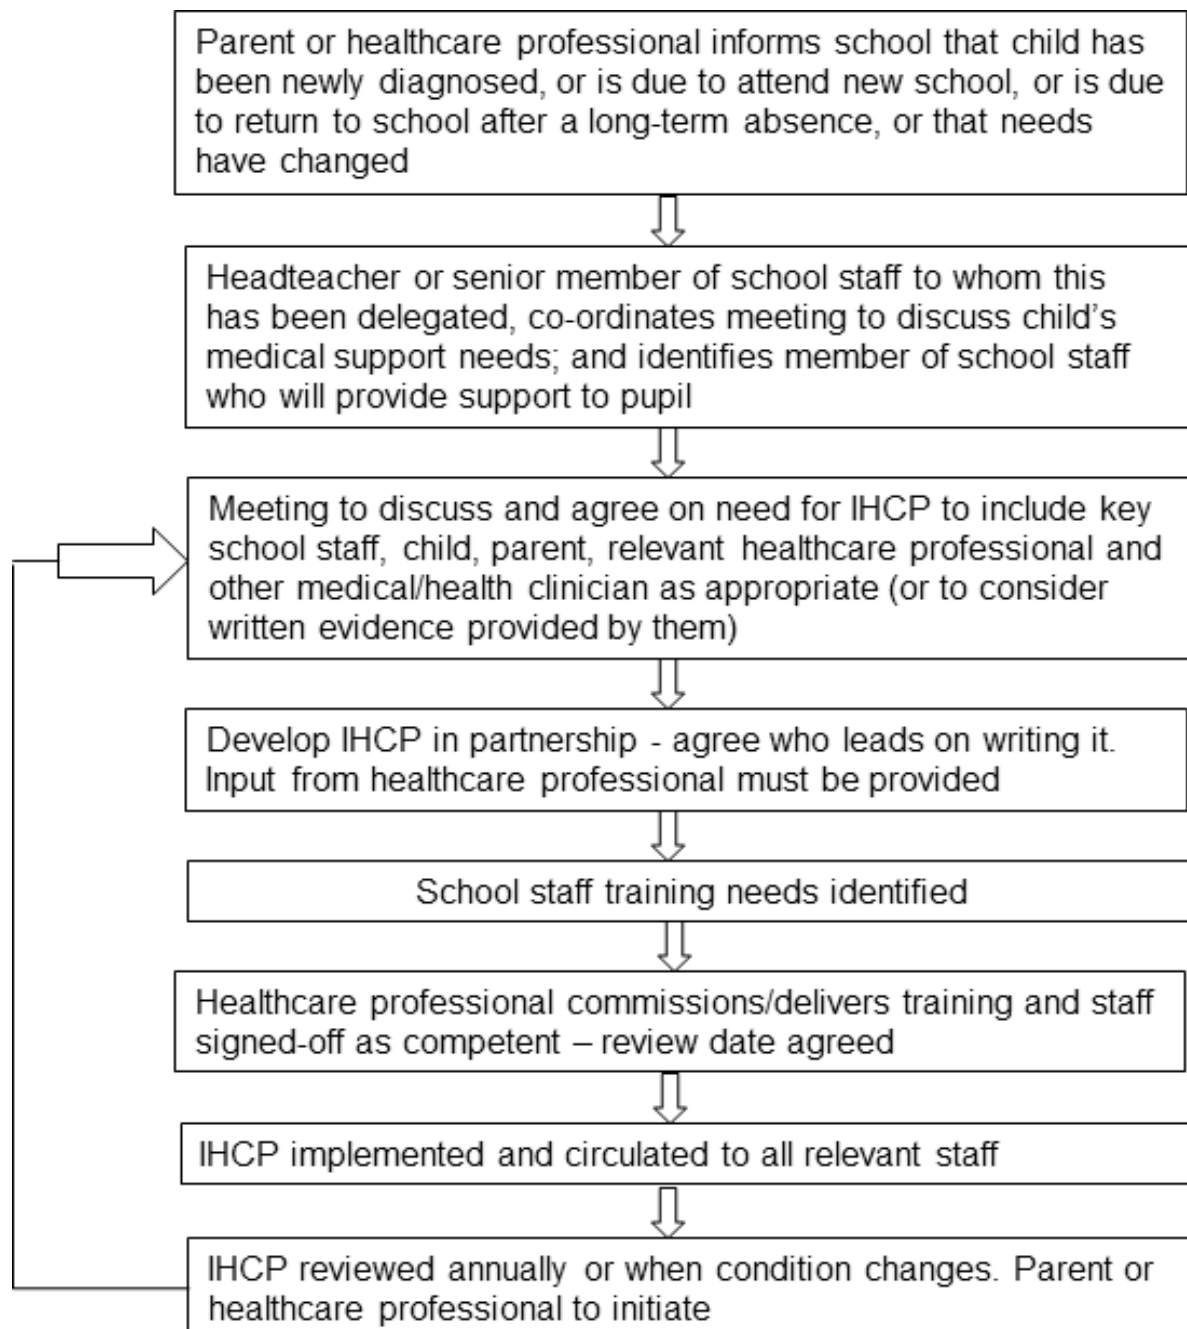 Parent or healthcare professional informs school that child has
been newly diagnosed, or is due to attend new school, or is due
to return to school after a long-term absence, or that needs
have changed
Headteacher or senior member of school staff to whom this
has been delegated, co-ordinates meeting to discuss child's
medical support needs; and identifies member of school staff
who will provide support to pupil
Meeting to discuss and agree on need for IHCP to include key
school staff, child, parent, relevant healthcare professional and
other medical/health clinician as appropriate (or to consider
written evidence provided by them)
Develop IHCP in partnership - agree who leads on writing it.
Input from healthcare professional must be provided
School staff training needs identified
Healthcare professional commissions/delivers training and staff
signed-off as competent – review date agreed
IHCP implemented and circulated to all relevant staff
IHCP reviewed annually or when condition changes. Parent or
healthcare professional to initiate